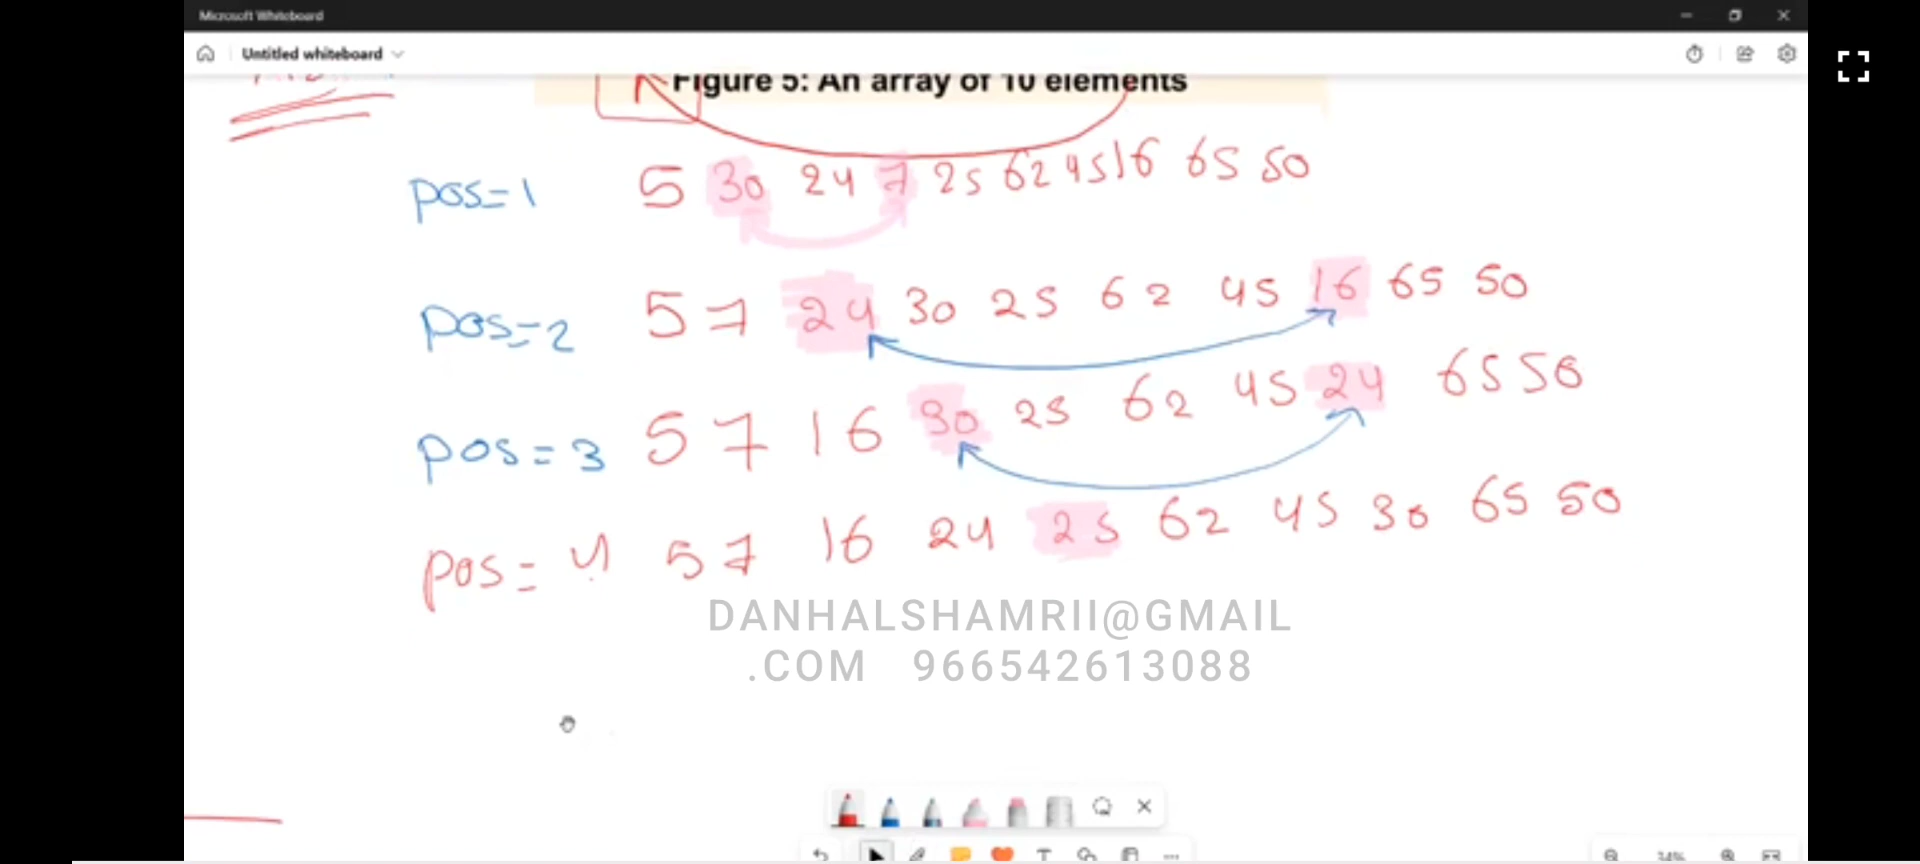 Microsoft Whiteboard
Untitled whiteboard
Figure 5: An array of 10 elements
pos=1 5 30 24 7 25 62 45 16 65 50
pos=2 5 7 24 30 25 62 45 16 65 50
pos=3 5 7 16 30 25 62 45 24 65 50
pos=4 5 7 16 24 25 62 45 30 65 50
DANHALSHAMRII@GMAIL
.COM 966542613088
34%